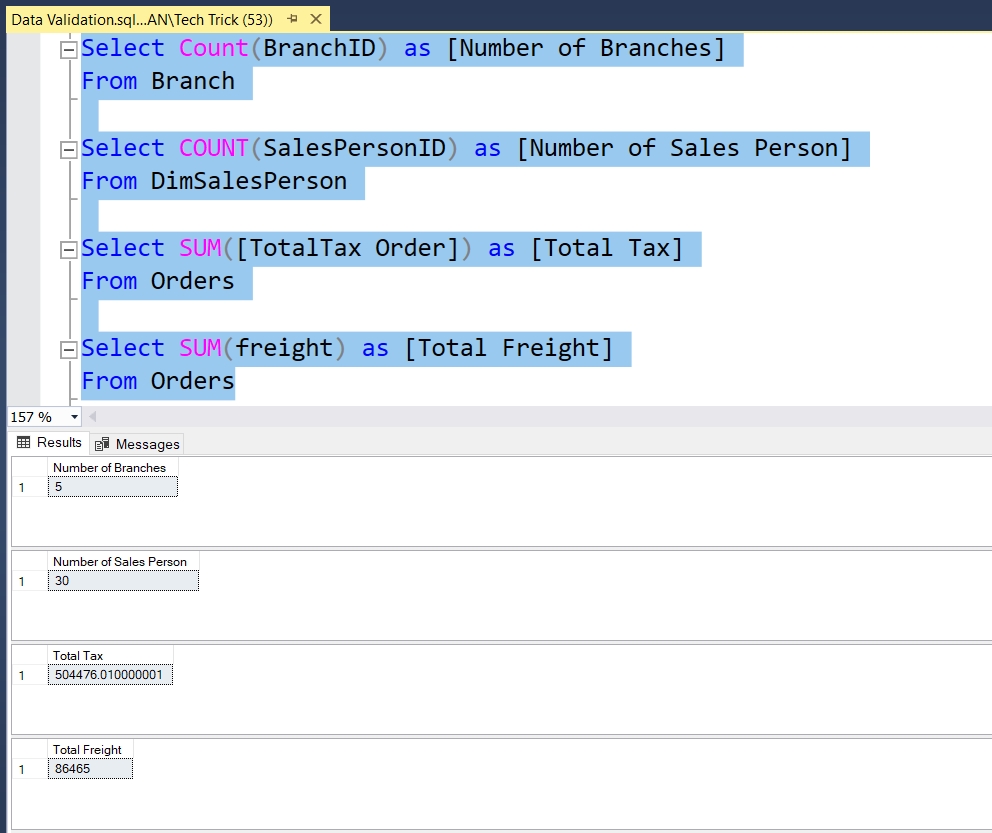 Data Validation.sql...AN\Tech Trick (53))
Select Count(BranchID) as [Number of Branches]
From Branch
Select COUNT(SalesPersonID) as [Number of Sales Person]
From DimSalesPerson
Select SUM([TotalTax Order]) as [Total Tax]
From Orders
Select SUM(freight) as [Total Freight]
From Orders
157 %
Results Messages
Number of Branches
1 5
Number of Sales Person
1 30
Total Tax
1 504476.010000001
Total Freight
1 86465